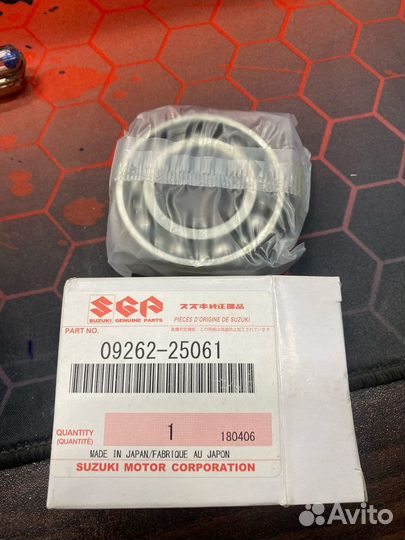 SGP
スズキ純正部品
SUZUKI GENUINE PARTS
PIÈCES D'ORIGINE DE SUZUKI
PART NO.
09262-25061
QUANTITY
(QUANTITÉ)
1
180406
MADE IN JAPAN/FABRIQUE AU JAPON
SUZUKI MOTOR CORPORATION
Avito